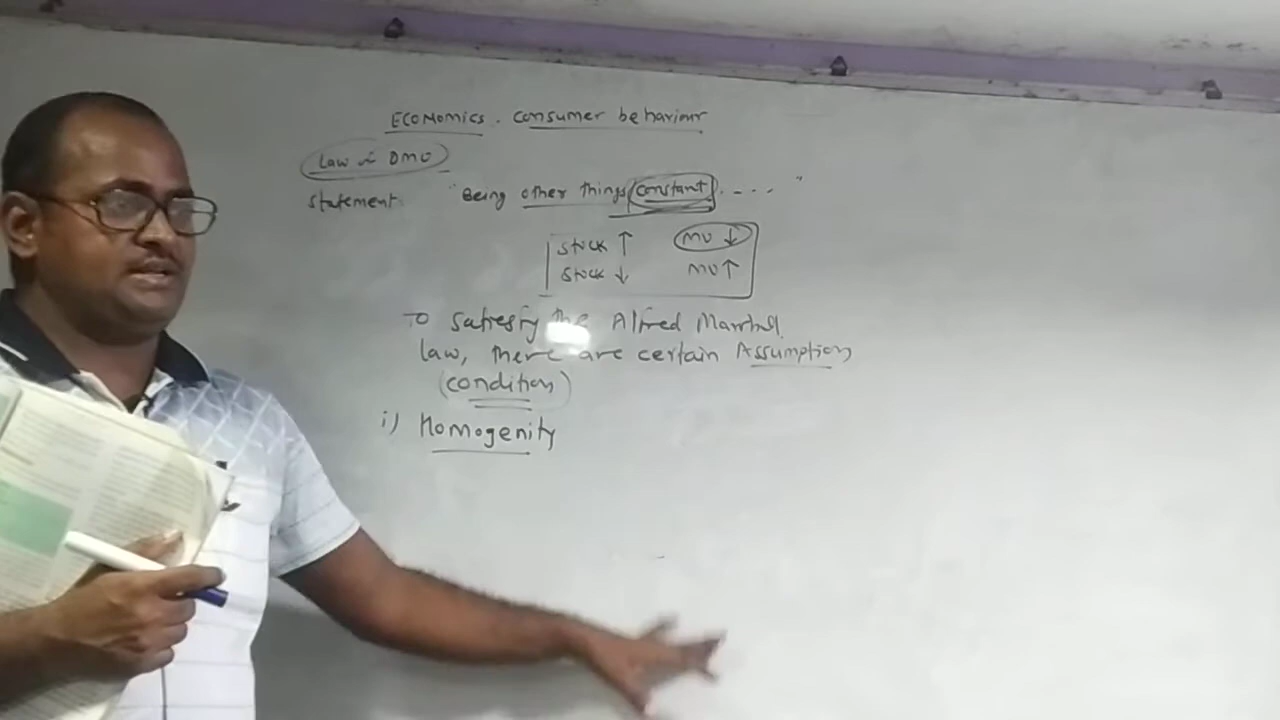 ECONOMICS. Consumer behaviour
Law of DMU
statement: "Being other things constant, - - - - "
Stock ↑ MU ↓
Stock ↓ MU ↑
To satisfy the Alfred Marshall
law, there are certain Assumption
(condition)
i) Homogenity